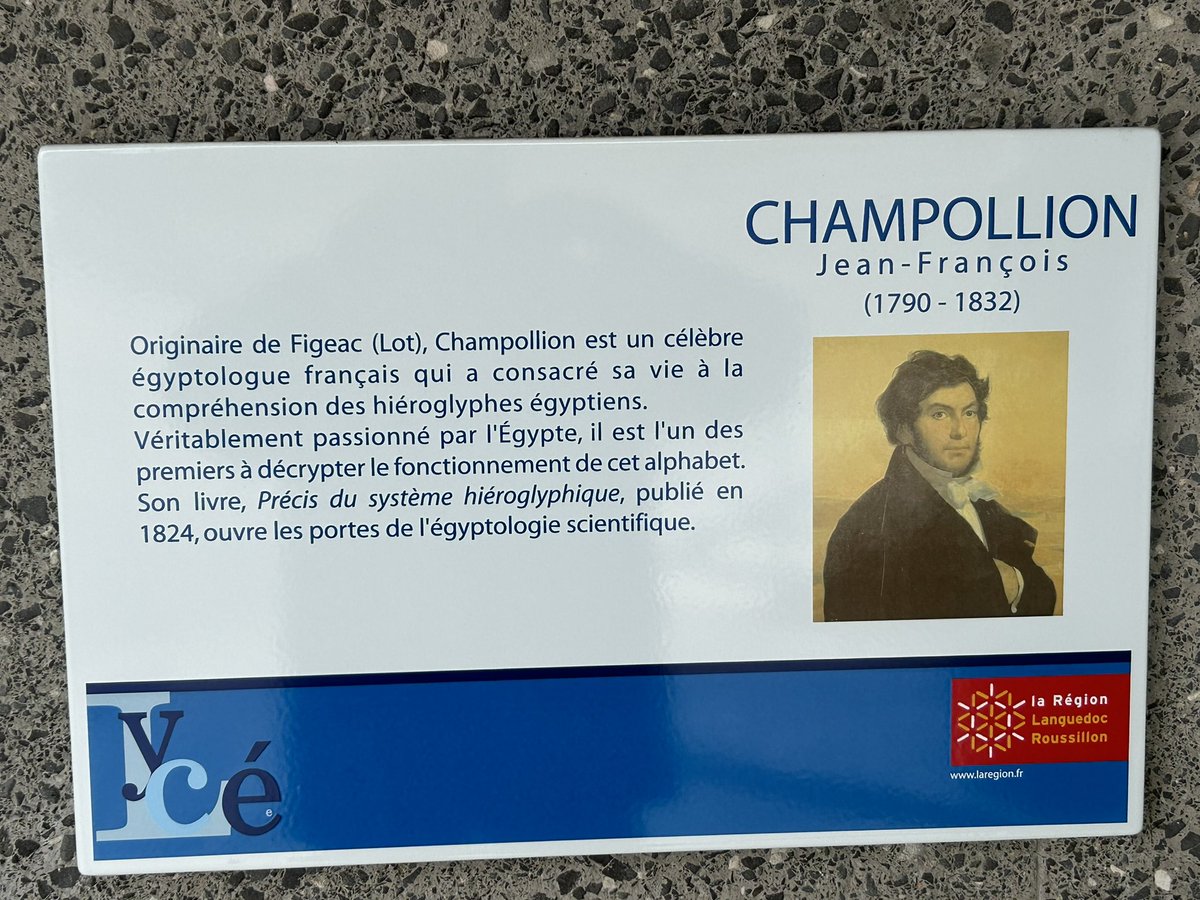 CHAMPOLLION
Jean-François
(1790 - 1832)
Originaire de Figeac (Lot), Champollion est un célèbre
égyptologue français qui a consacré sa vie à la
compréhension des hiéroglyphes égyptiens.
Véritablement passionné par l'Égypte, il est l'un des
premiers à décrypter le fonctionnement de cet alphabet.
Son livre, Précis du système hiéroglyphique, publié en
1824, ouvre les portes de l'égyptologie scientifique.
lycée
la Région
Languedoc
Roussillon
www.laregion.fr